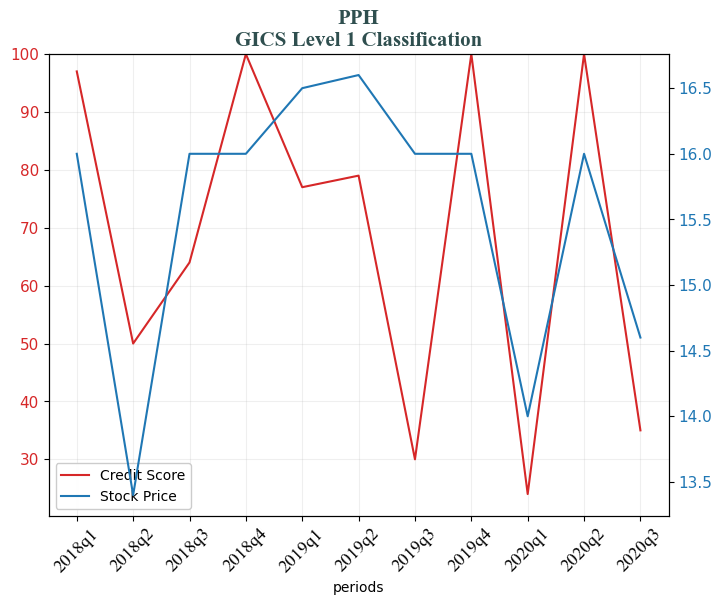 PPH
GICS Level 1 Classification
100
90
80
70
60
50
40
30
16.5
16.0
15.5
15.0
14.5
14.0
13.5
Credit Score
Stock Price
2018q1
2018q2
2018q3
2018q4
2019q1
2019q2
2019q3
2019q4
2020q1
2020q2
2020q3
periods